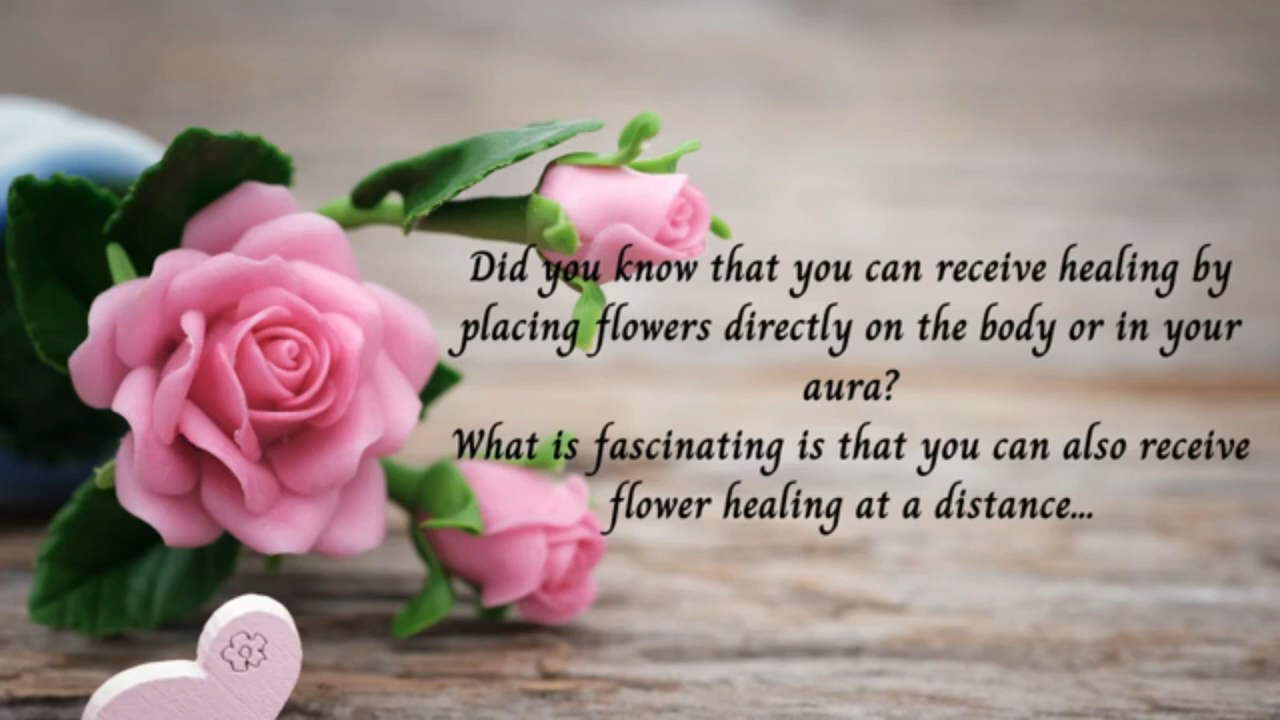 Did you know that you can receive healing by
placing flowers directly on the body or in your
aura?
What is fascinating is that you can also receive
flower healing at a distance...